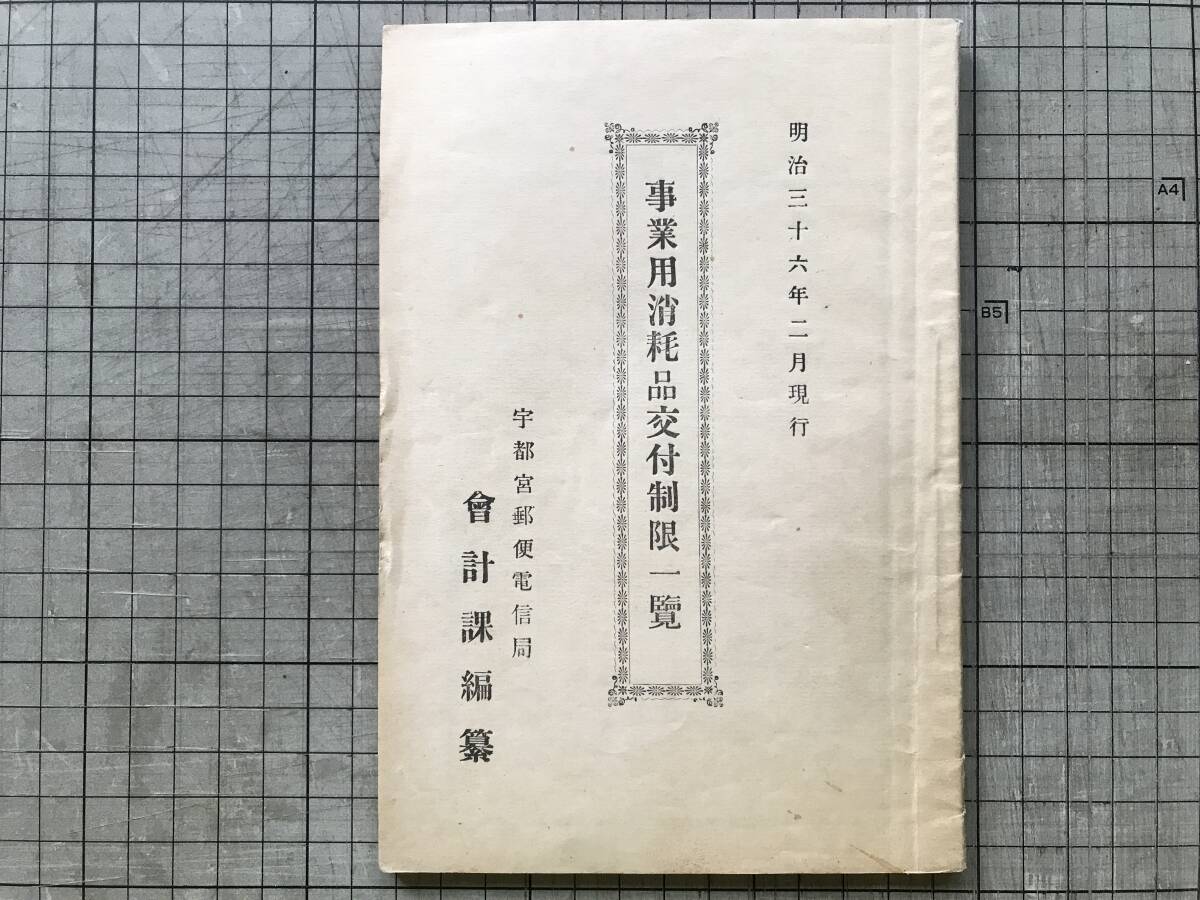 明治三十六年二月現行
事業用消耗品交付制限一覽
宇都宮郵便電信局
會計課編纂
A4
B5